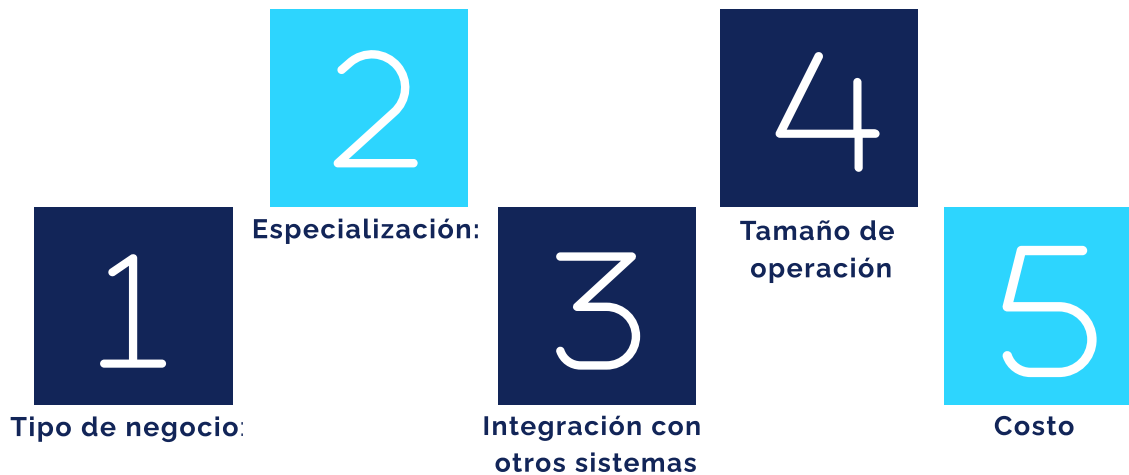 1
Tipo de negocio:
2
Especialización:
3
Integración con
otros sistemas
4
Tamaño de
operación
5
Costo